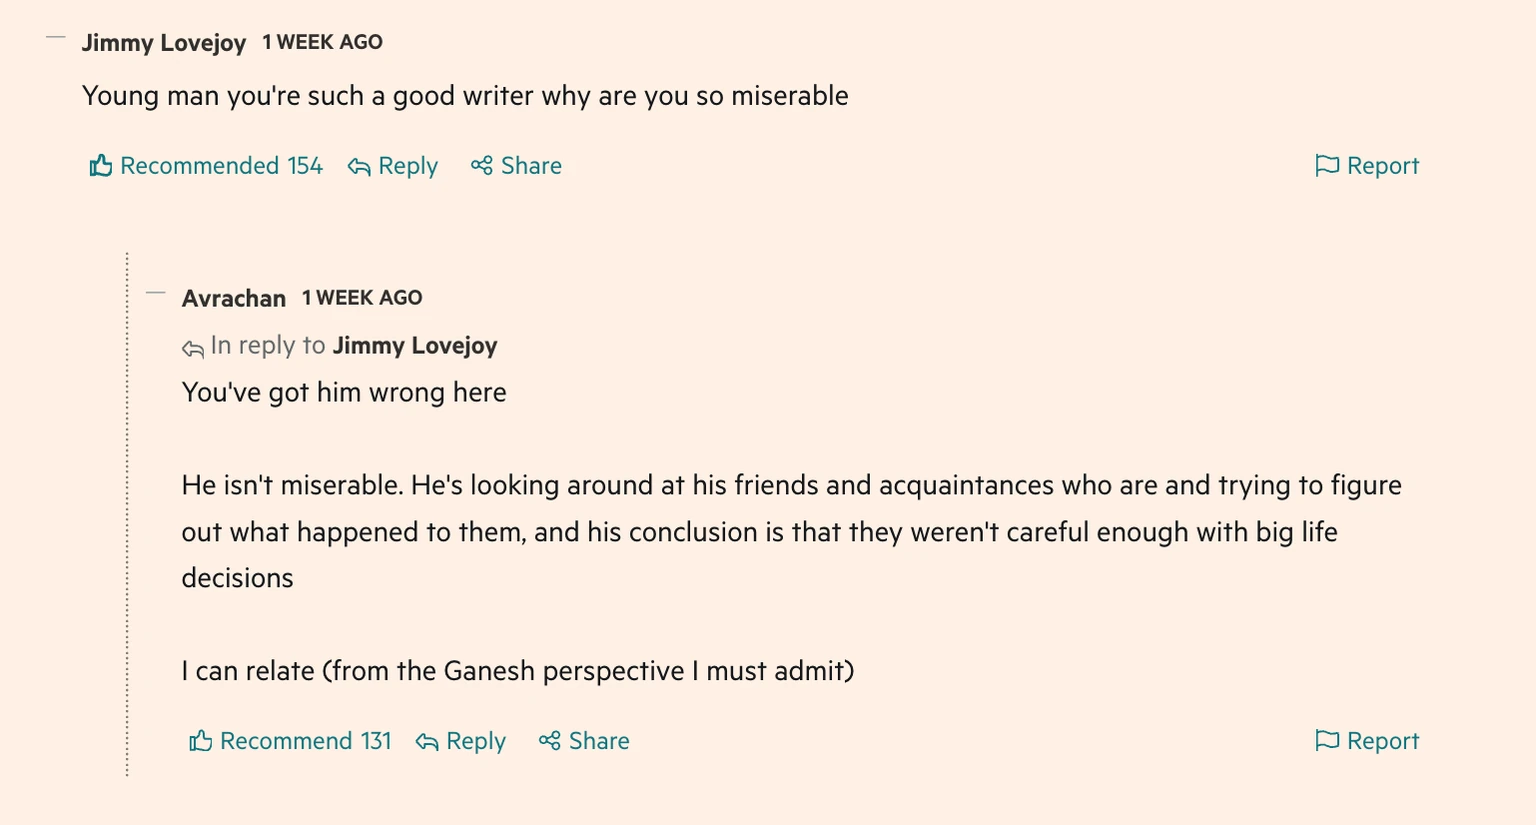 Jimmy Lovejoy 1 WEEK AGO
Young man you're such a good writer why are you so miserable
Recommended 154 Reply Share Report
Avrachan 1 WEEK AGO
In reply to Jimmy Lovejoy
You've got him wrong here
He isn't miserable. He's looking around at his friends and acquaintances who are and trying to figure
out what happened to them, and his conclusion is that they weren't careful enough with big life
decisions
I can relate (from the Ganesh perspective I must admit)
Recommend 131 Reply Share Report